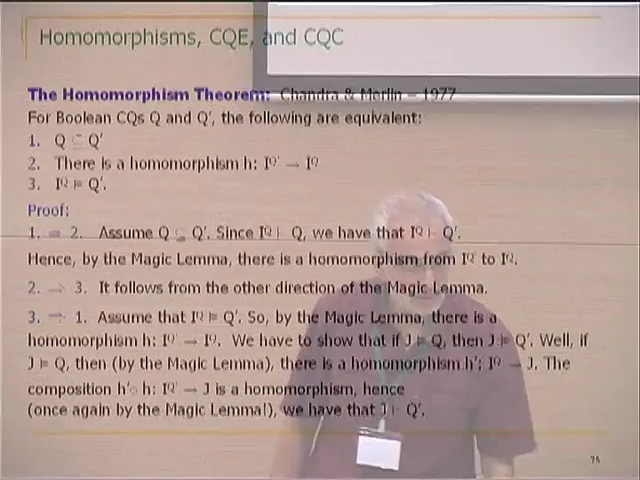 Homomorphisms, CQE, and CQC
The Homomorphism Theorem: Chandra & Merlin – 1977
For Boolean CQs Q and Q', the following are equivalent:
1. Q ⊆ Q'
2. There is a homomorphism h: I^Q' → I^Q
3. I^Q ⊨ Q'.
Proof:
1. ⇒ 2. Assume Q ⊆ Q'. Since I^Q ⊨ Q, we have that I^Q ⊨ Q'.
Hence, by the Magic Lemma, there is a homomorphism from I^Q' to I^Q.
2. ⇒ 3. It follows from the other direction of the Magic Lemma.
3. ⇒ 1. Assume that I^Q ⊨ Q'. So, by the Magic Lemma, there is a
homomorphism h: I^Q' → I^Q. We have to show that if J ⊨ Q, then J ⊨ Q'. Well, if
J ⊨ Q, then (by the Magic Lemma), there is a homomorphism h': I^Q → J. The
composition h'∘ h: I^Q' → J is a homomorphism, hence
(once again by the Magic Lemma!), we have that J ⊨ Q'.
75